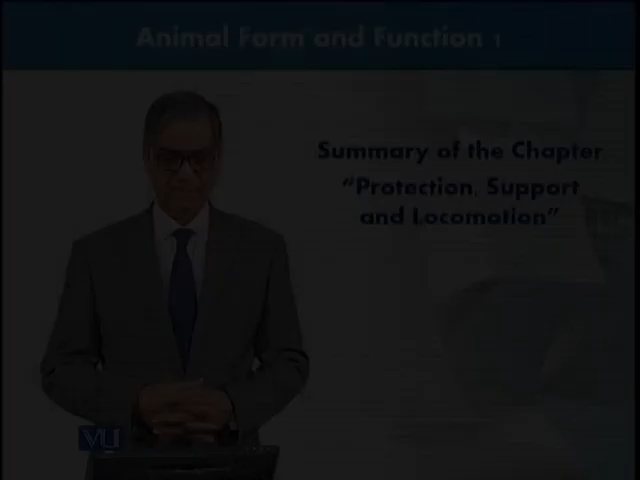 Animal Form and Function 1
Summary of the Chapter
“Protection, Support
and Locomotion”
VU